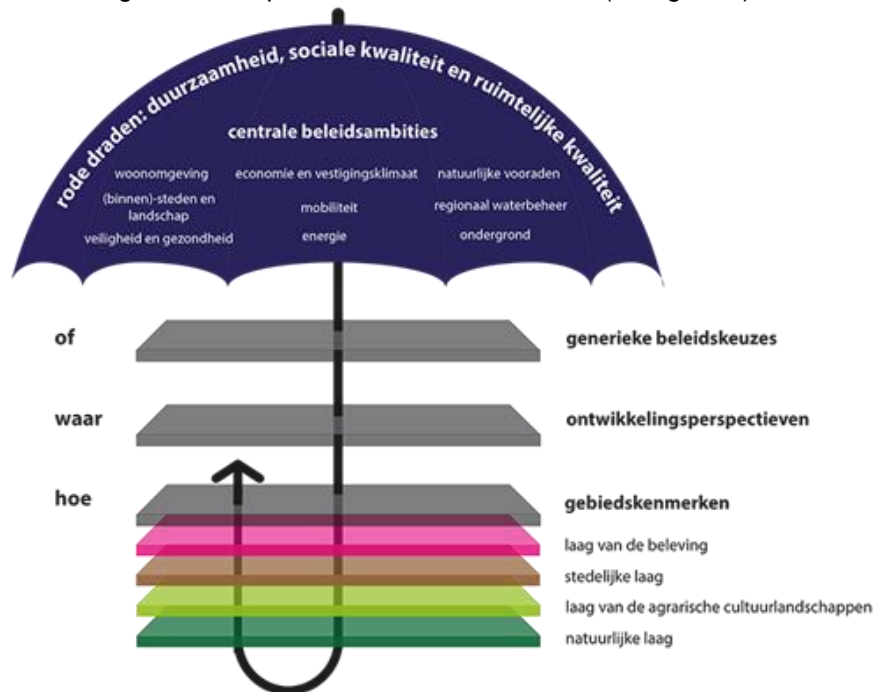 rode draden: duurzaamheid, sociale kwaliteit en ruimtelijke kwaliteit
centrale beleidsambities
woonomgeving
economie en vestigingsklimaat
natuurlijke vooraden
(binnen)-steden en
landschap
mobiliteit
regionaal waterbeheer
veiligheid en gezondheid
energie
ondergrond
of
generieke beleidskeuzes
waar
ontwikkelingsperspectieven
hoe
gebiedskenmerken
laag van de beleving
stedelijke laag
laag van de agrarische cultuurlandschappen
natuurlijke laag